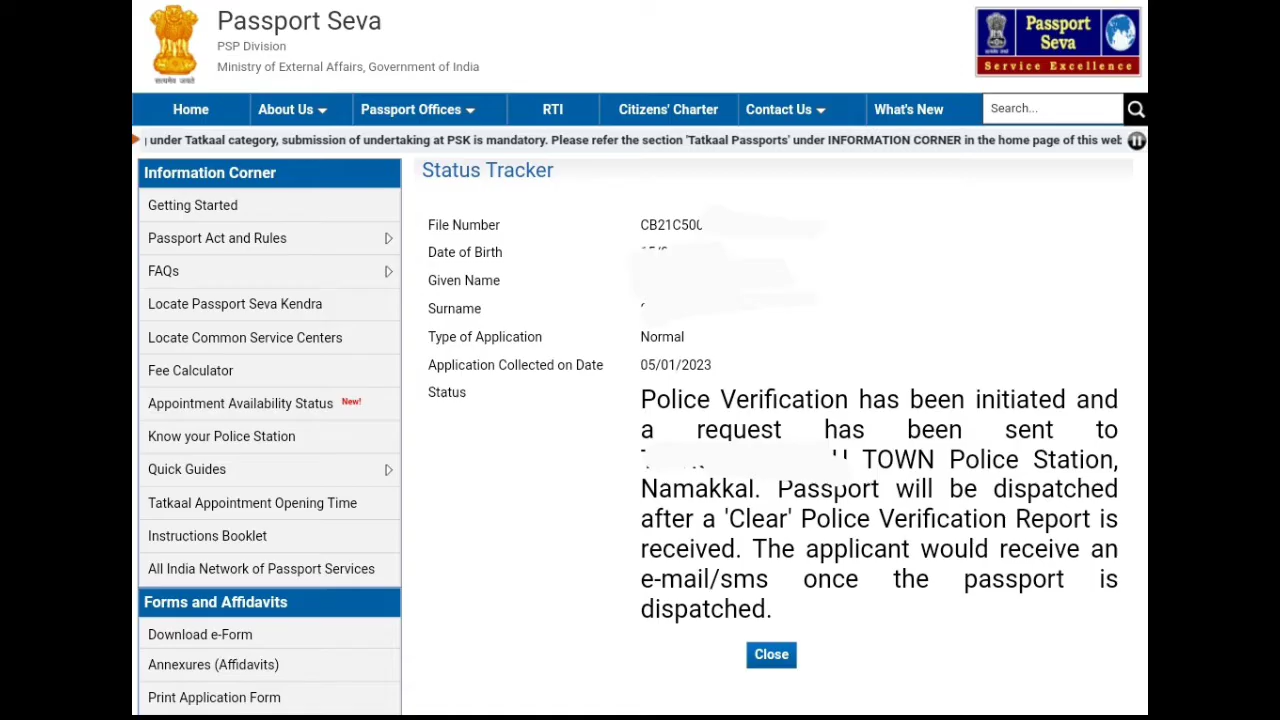 Passport Seva
PSP Division
Ministry of External Affairs, Government of India
सत्यमेव जयते
Passport
Seva
Service Excellence
Home About Us Passport Offices RTI Citizens' Charter Contact Us What's New Search...
under Tatkaal category, submission of undertaking at PSK is mandatory. Please refer the section 'Tatkaal Passports' under INFORMATION CORNER in the home page of this
Information Corner
Getting Started
Passport Act and Rules
FAQs
Locate Passport Seva Kendra
Locate Common Service Centers
Fee Calculator
Appointment Availability Status New!
Know your Police Station
Quick Guides
Tatkaal Appointment Opening Time
Instructions Booklet
All India Network of Passport Services
Forms and Affidavits
Download e-Form
Annexures (Affidavits)
Print Application Form
Status Tracker
File Number CB21C500
Date of Birth
Given Name
Surname
Type of Application Normal
Application Collected on Date 05/01/2023
Status
Police Verification has been initiated and
a request has been sent to
TOWN Police Station,
Namakkal. Passport will be dispatched
after a 'Clear' Police Verification Report is
received. The applicant would receive an
e-mail/sms once the passport is
dispatched.
Close